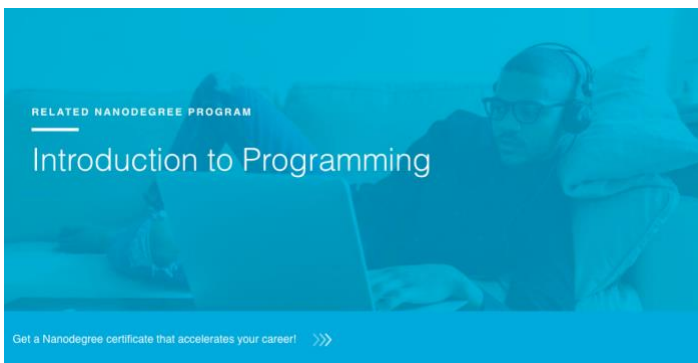 RELATED NANODEGREE PROGRAM
Introduction to Programming
Get a Nanodegree certificate that accelerates your career!